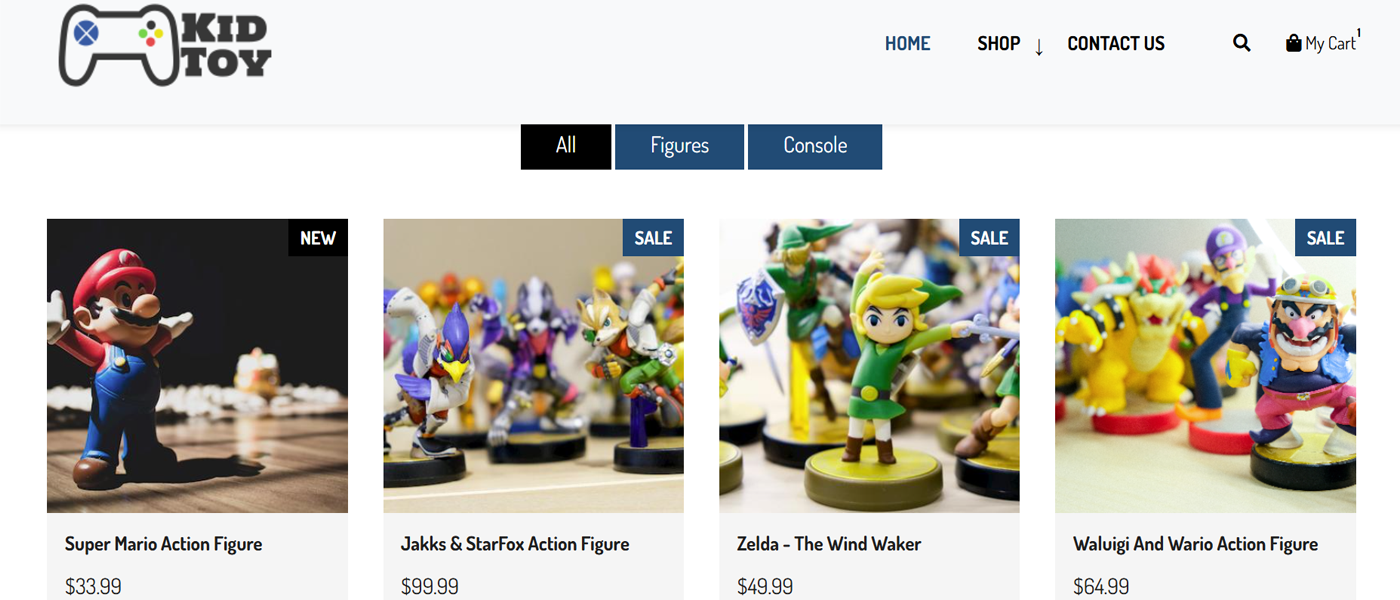 KID
TOY
HOME SHOP ↓ CONTACT US My Cart 1
All Figures Console
NEW SALE SALE SALE
Super Mario Action Figure Jakks & StarFox Action Figure Zelda - The Wind Waker Waluigi And Wario Action Figure
$33.99 $99.99 $49.99 $64.99